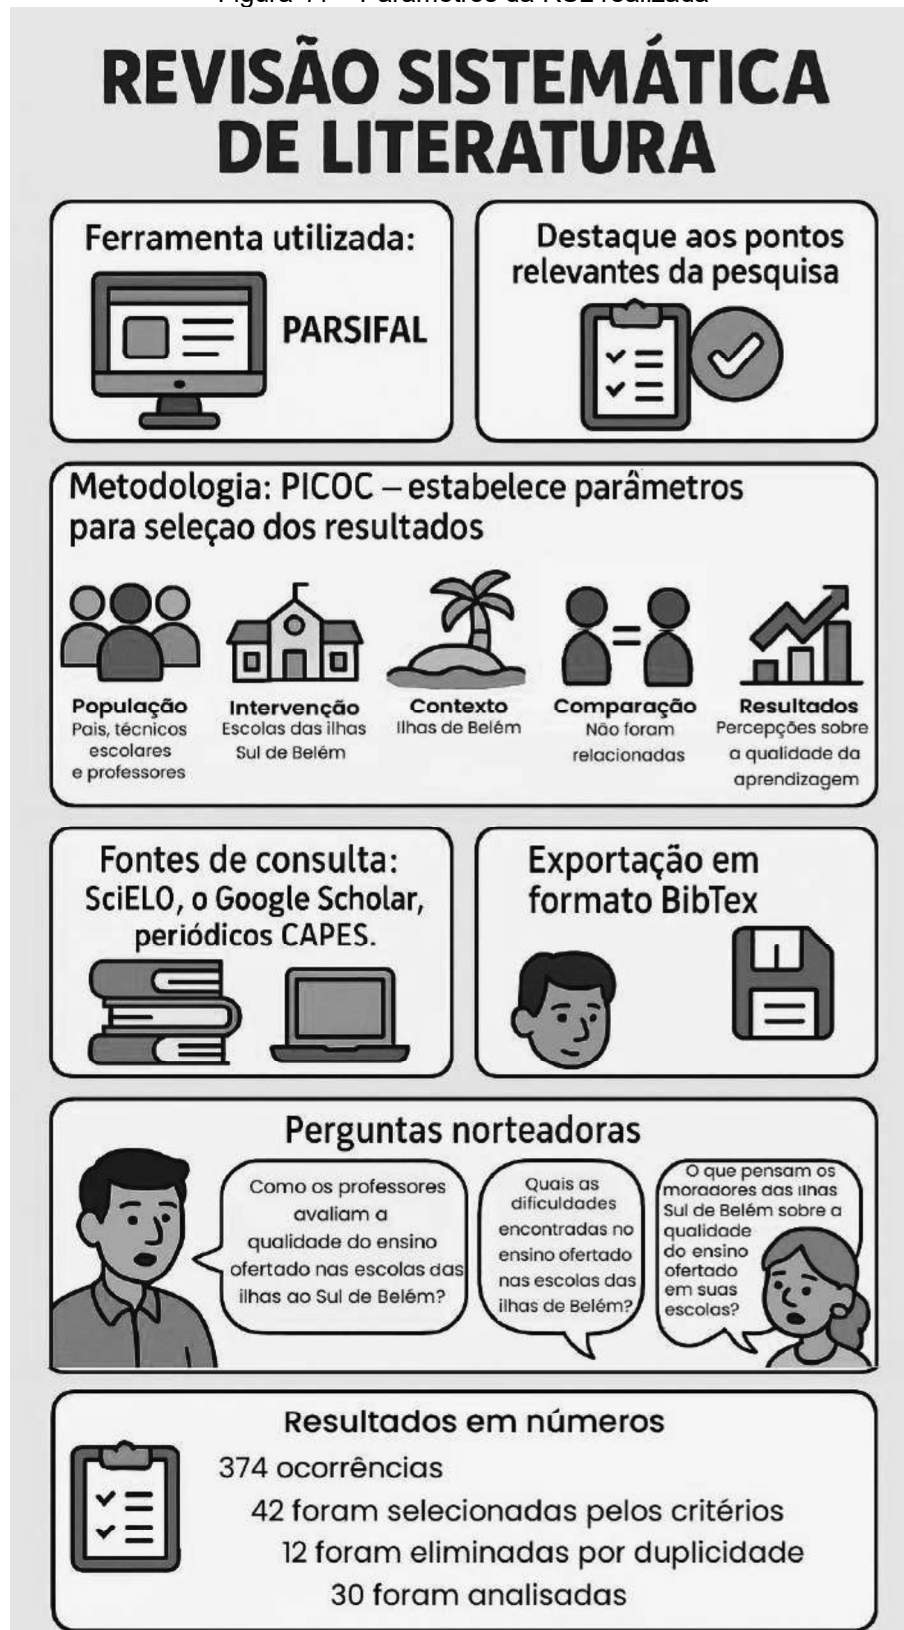 Parâmetros da RSL realizada
REVISÃO SISTEMÁTICA
DE LITERATURA
Ferramenta utilizada:
PARSIFAL
Destaque aos pontos
relevantes da pesquisa
Metodologia: PICOC – estabelece parâmetros
para seleçao dos resultados
População
Pais, técnicos
escolares
e professores
Intervenção
Escolas das ilhas
Sul de Belém
Contexto
Ilhas de Belém
Comparação
Não foram
relacionadas
Resultados
Percepções sobre
a qualidade da
aprendizagem
Fontes de consulta:
SciELO, o Google Scholar,
periódicos CAPES.
Exportação em
formato BibTex
Perguntas norteadoras
Como os professores
avaliam a
qualidade do ensino
ofertado nas escolas das
ilhas ao Sul de Belém?
Quais as
dificuldades
encontradas no
ensino ofertado
nas escolas das
ilhas de Belém?
O que pensam os
moradores das ilhas
Sul de Belém sobre a
qualidade
do ensino
ofertado
em suas
escolas?
Resultados em números
374 ocorrências
42 foram selecionadas pelos critérios
12 foram eliminadas por duplicidade
30 foram analisadas